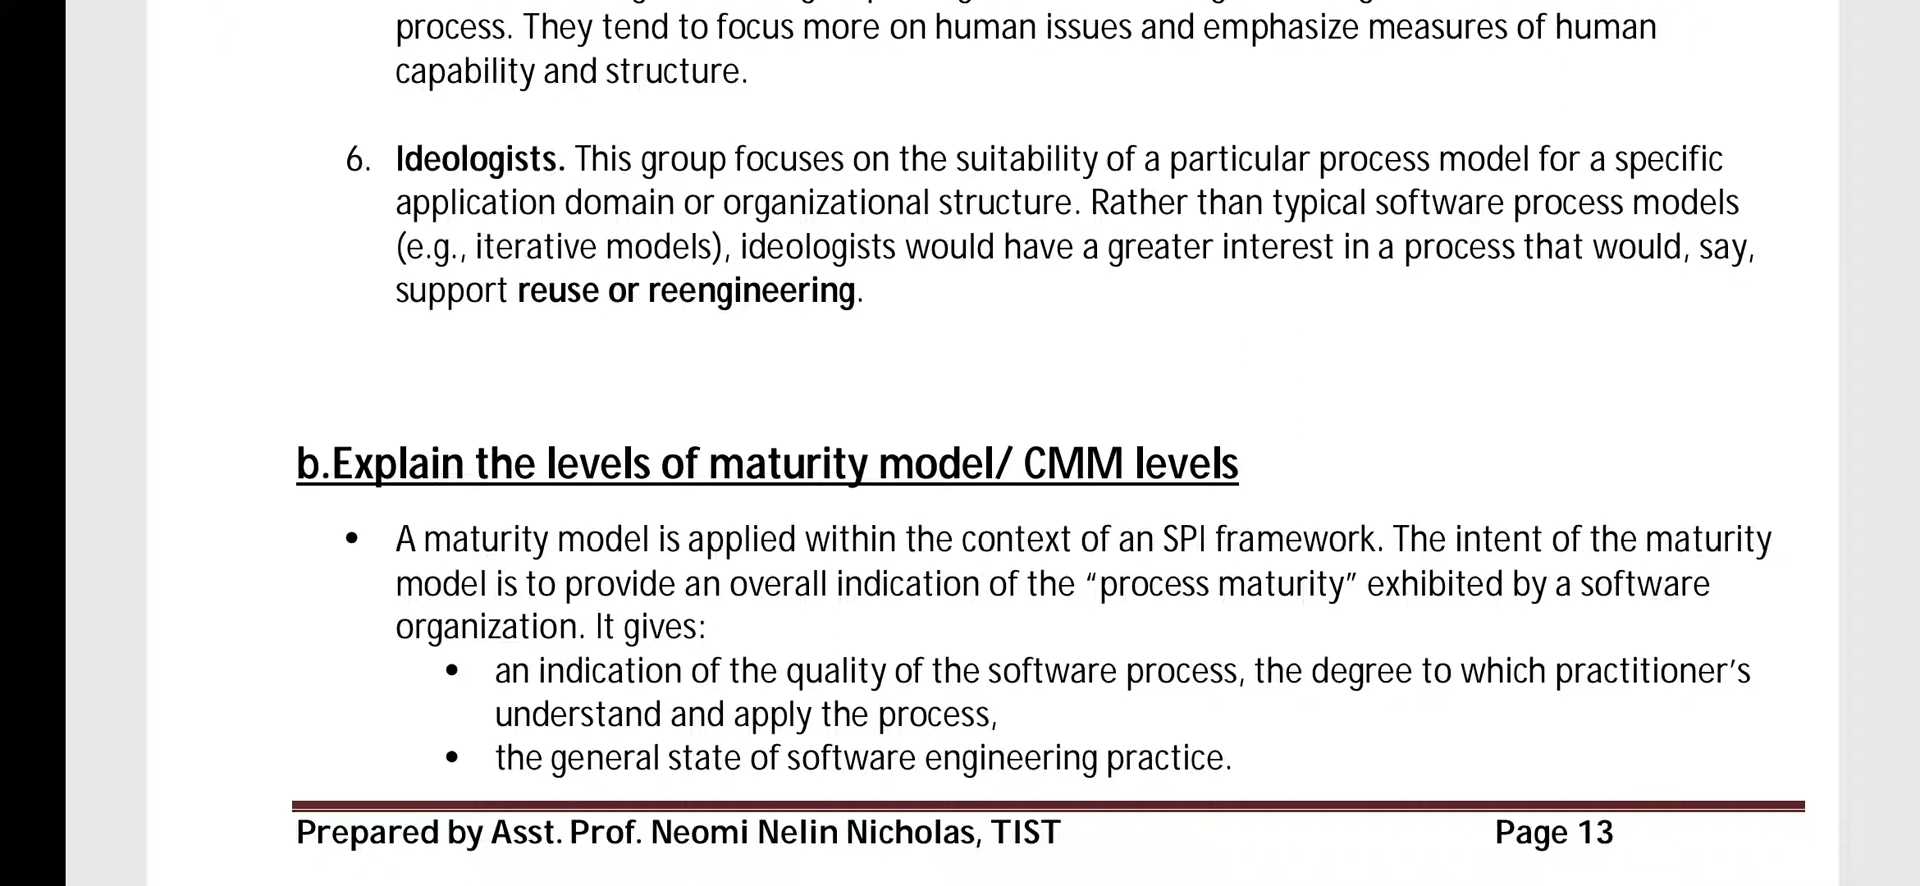 process. They tend to focus more on human issues and emphasize measures of human
capability and structure.
6. Ideologists. This group focuses on the suitability of a particular process model for a specific
application domain or organizational structure. Rather than typical software process models
(e.g., iterative models), ideologists would have a greater interest in a process that would, say,
support reuse or reengineering.
b.Explain the levels of maturity model/ CMM levels
• A maturity model is applied within the context of an SPI framework. The intent of the maturity
model is to provide an overall indication of the “process maturity” exhibited by a software
organization. It gives:
• an indication of the quality of the software process, the degree to which practitioner’s
understand and apply the process,
• the general state of software engineering practice.
Prepared by Asst. Prof. Neomi Nelin Nicholas, TIST Page 13